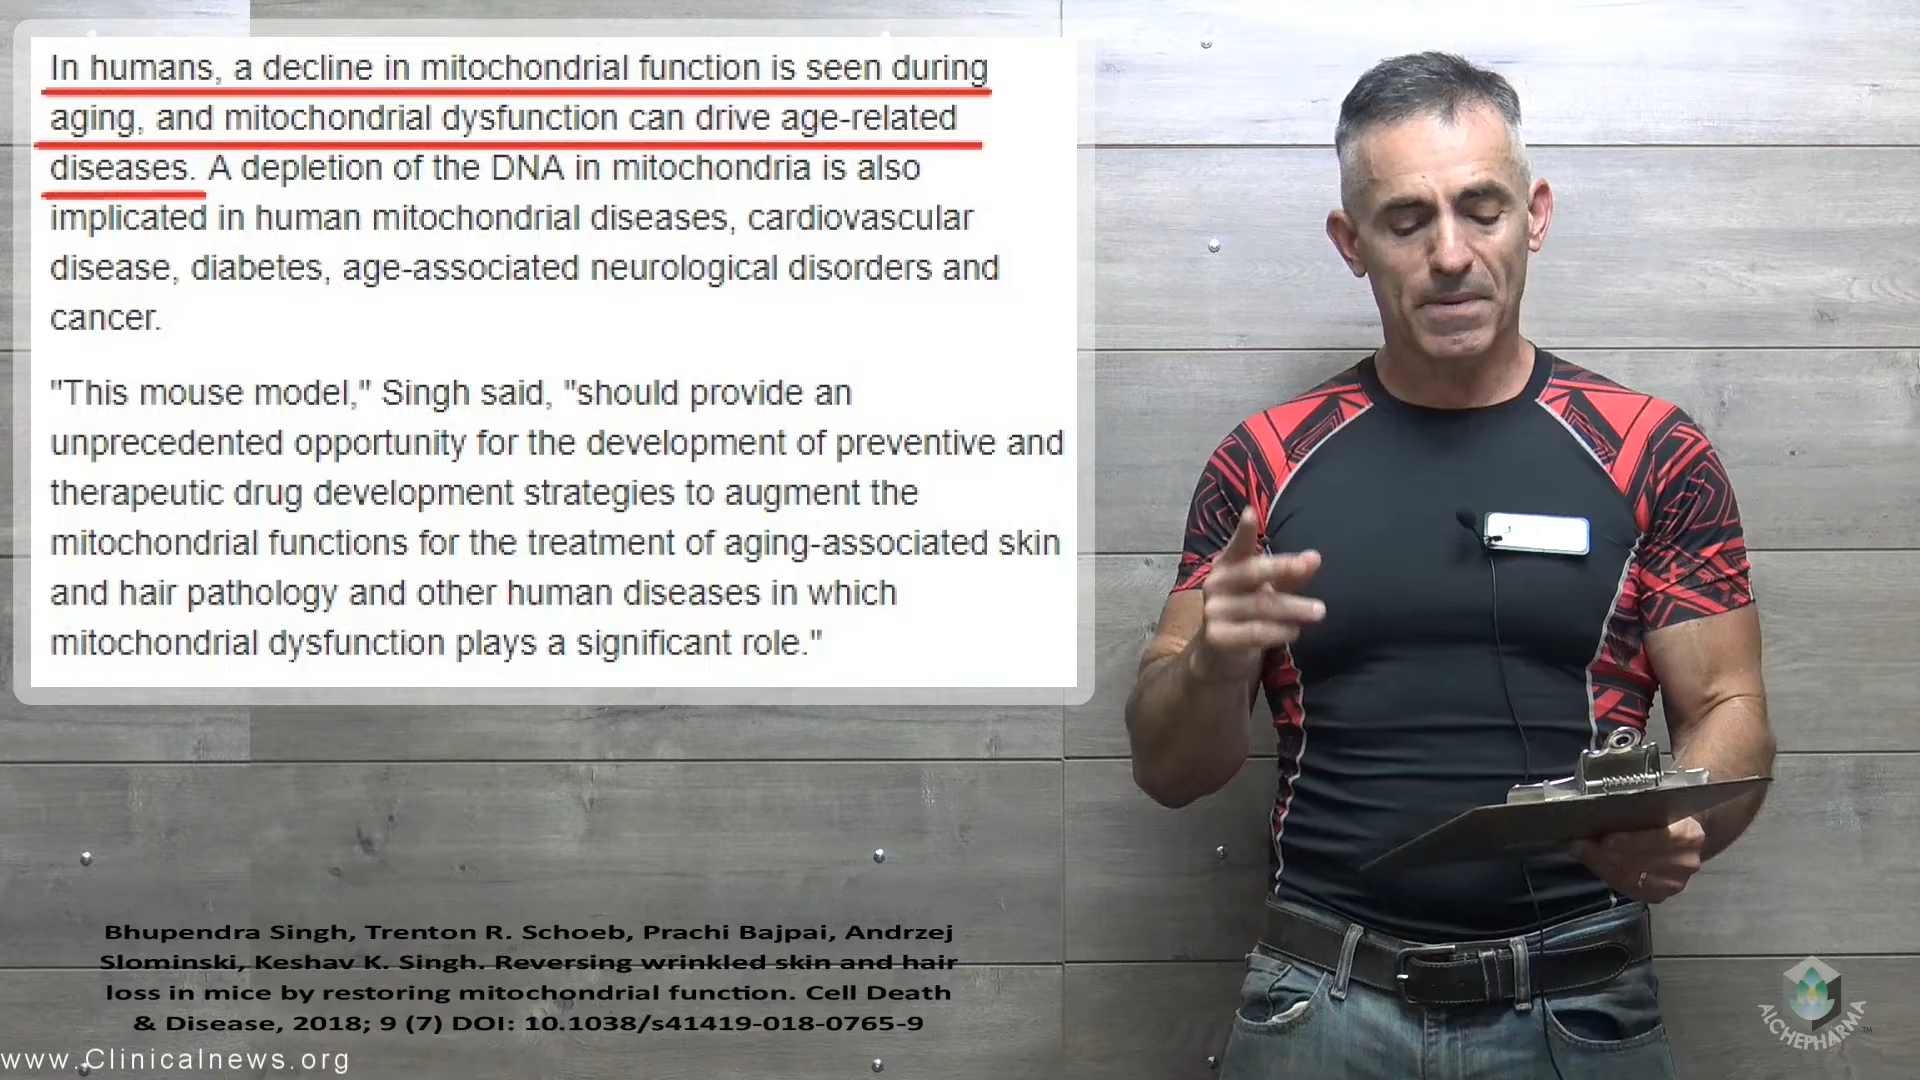 In humans, a decline in mitochondrial function is seen during
aging, and mitochondrial dysfunction can drive age-related
diseases. A depletion of the DNA in mitochondria is also
implicated in human mitochondrial diseases, cardiovascular
disease, diabetes, age-associated neurological disorders and
cancer.
"This mouse model," Singh said, "should provide an
unprecedented opportunity for the development of preventive and
therapeutic drug development strategies to augment the
mitochondrial functions for the treatment of aging-associated skin
and hair pathology and other human diseases in which
mitochondrial dysfunction plays a significant role."
Bhupendra Singh, Trenton R. Schoeb, Prachi Bajpai, Andrzej
Slominski, Keshav K. Singh. Reversing wrinkled skin and hair
loss in mice by restoring mitochondrial function. Cell Death
& Disease, 2018; 9 (7) DOI: 10.1038/s41419-018-0765-9
www.Clinicalnews.org
ALCHEPHARMA™